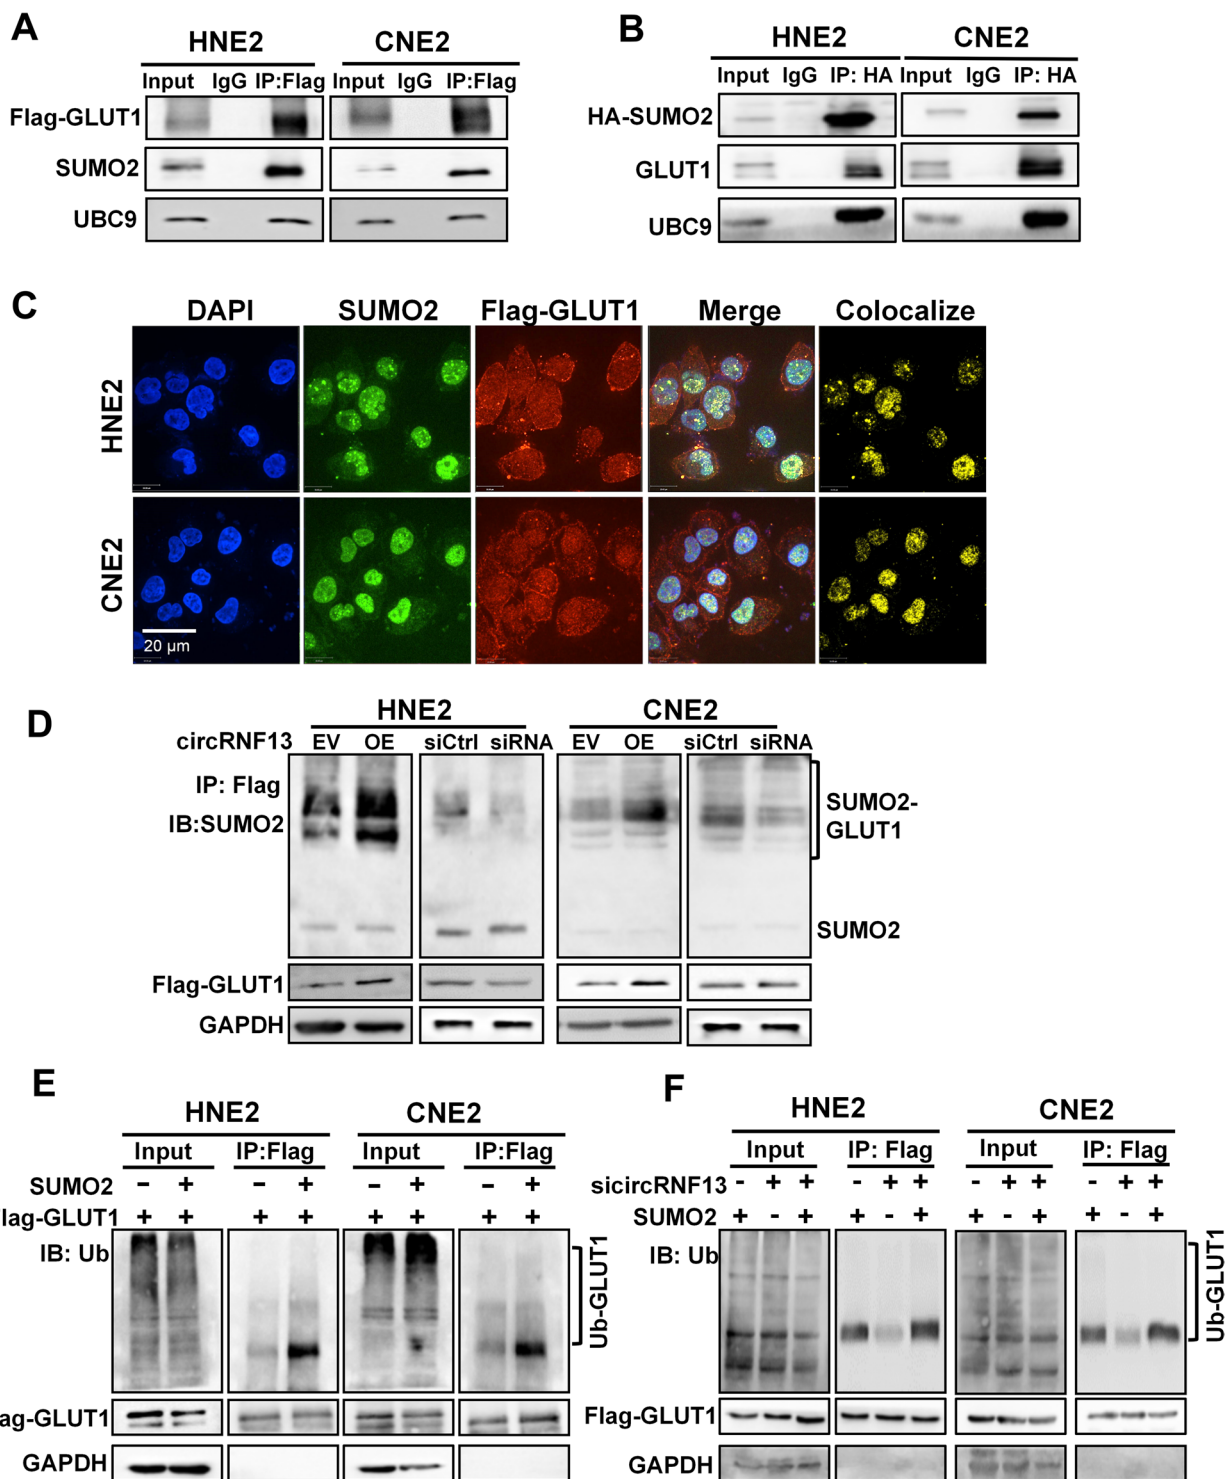 A
HNE2 CNE2
Input IgG IP:Flag Input IgG IP:Flag
Flag-GLUT1
SUMO2
UBC9
B
HNE2 CNE2
Input IgG IP: HA Input IgG IP: HA
HA-SUMO2
GLUT1
UBC9
C
DAPI SUMO2 Flag-GLUT1 Merge Colocalize
HNE2
CNE2
20 µm
D
HNE2 CNE2
circRNF13 EV OE siCtrl siRNA EV OE siCtrl siRNA
IP: Flag
IB:SUMO2
SUMO2-
GLUT1
SUMO2
Flag-GLUT1
GAPDH
E
HNE2 CNE2
Input IP:Flag Input IP:Flag
SUMO2 - + - + - + - +
lag-GLUT1 + + + + + + + +
IB: Ub
Ub-GLUT1
ag-GLUT1
GAPDH
F
HNE2 CNE2
Input IP: Flag Input IP: Flag
sicircRNF13 - + + - + + - + + - + +
SUMO2 + - + + - + + - + + - +
IB: Ub
Ub-GLUT1
Flag-GLUT1
GAPDH